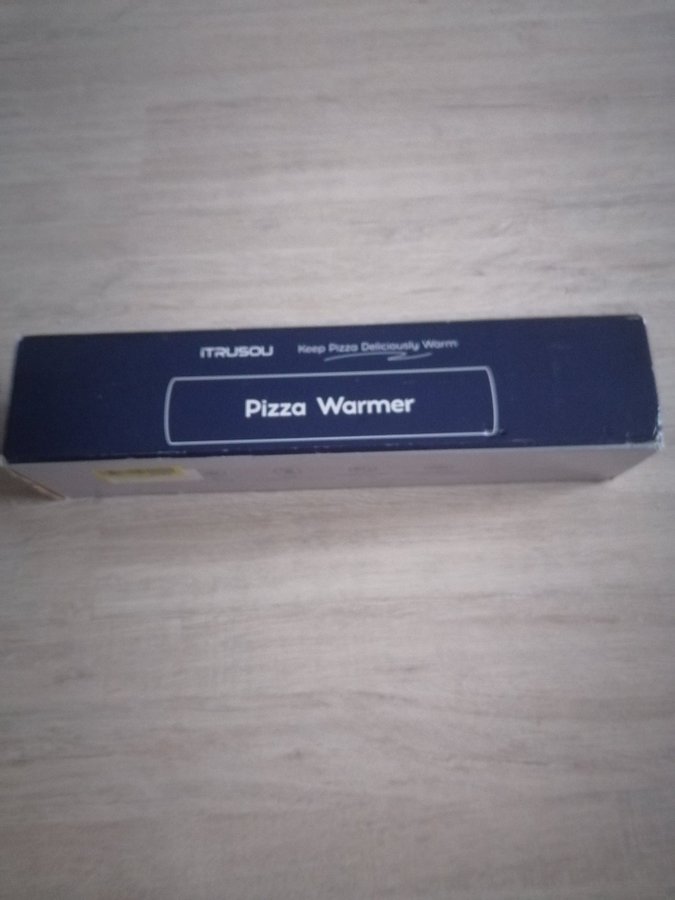 iTRUSOU Keep Pizza Deliciously Warm
Pizza Warmer